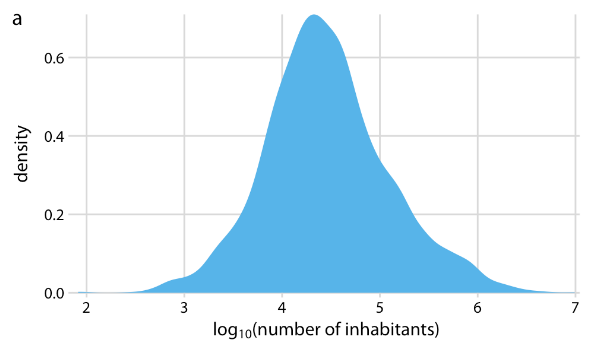 a
0.6
0.4
0.2
0.0
density
2 3 4 5 6 7
log₁₀(number of inhabitants)